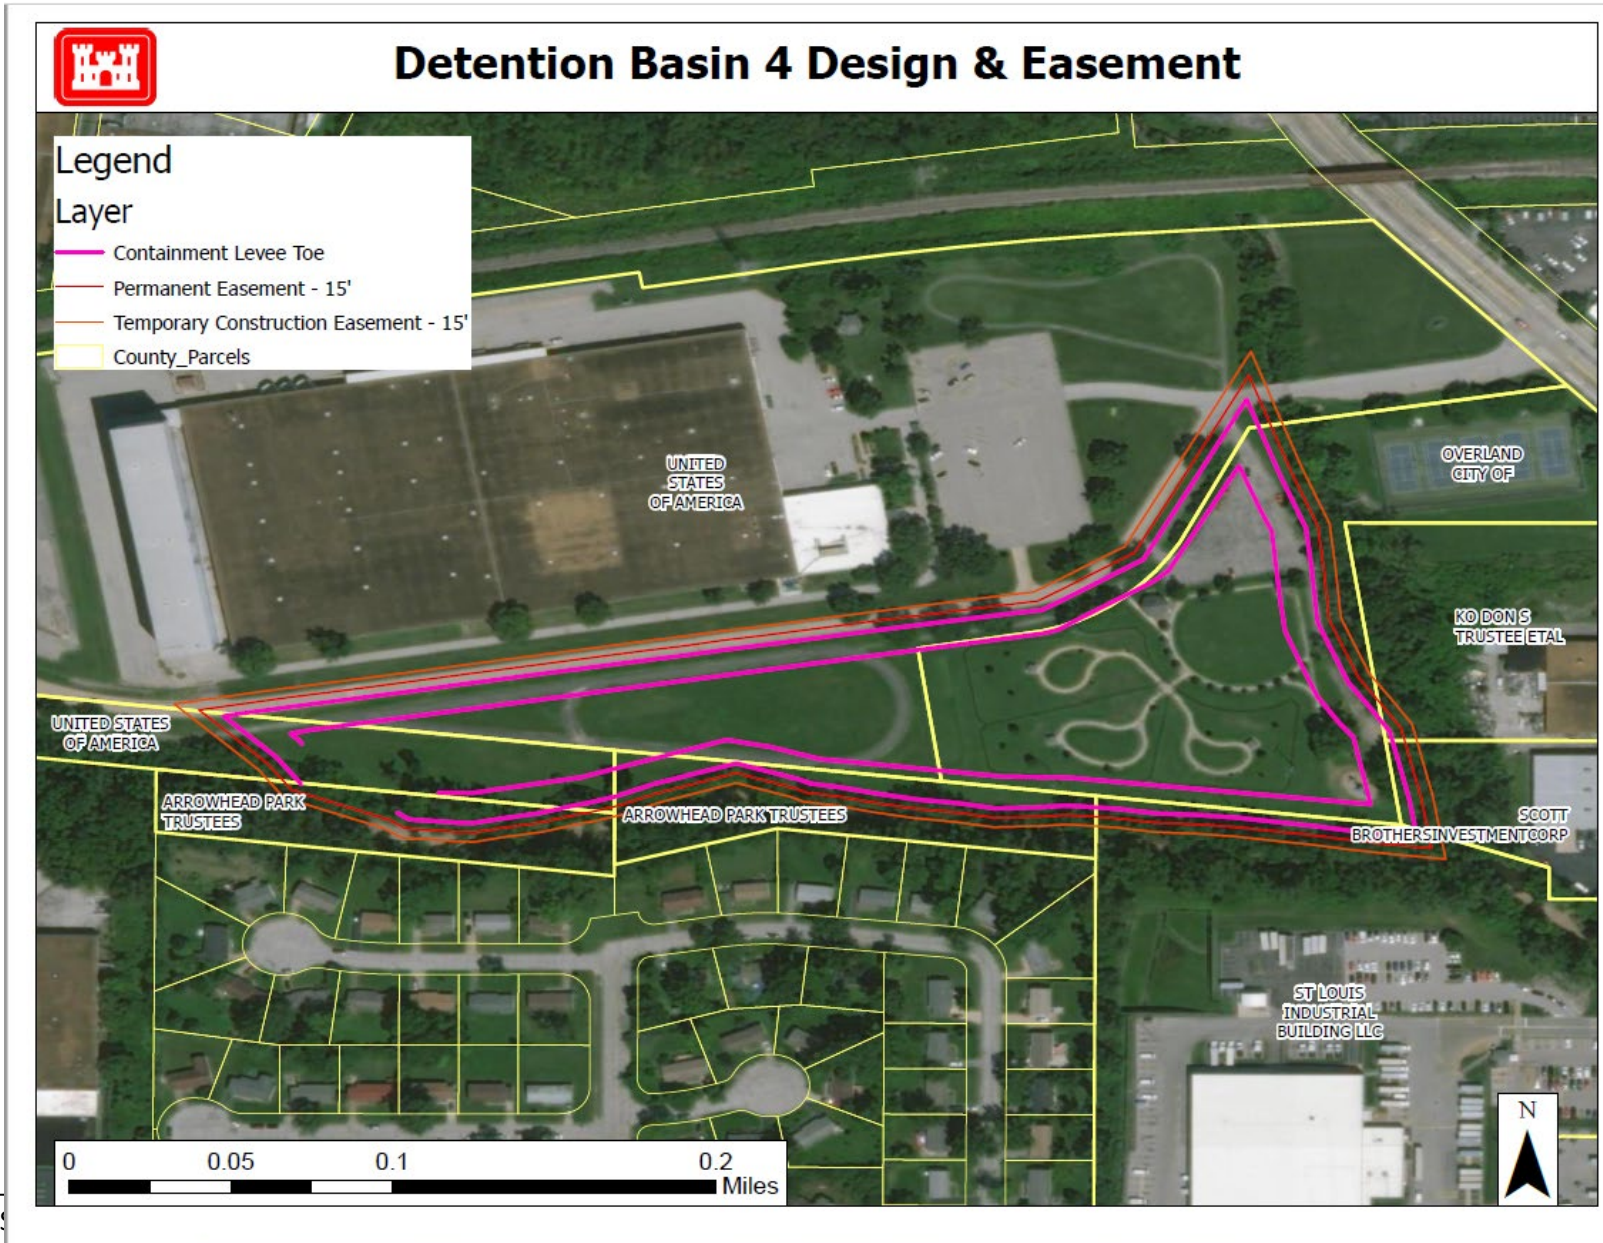 Detention Basin 4 Design & Easement
Legend
Layer
Containment Levee Toe
Permanent Easement - 15'
Temporary Construction Easement - 15'
County_Parcels
UNITED
STATES
OF AMERICA
OVERLAND
CITY OF
KO DON S
TRUSTEE ETAL
UNITED STATES
OF AMERICA
ARROWHEAD PARK
TRUSTEES
ARROWHEAD PARK TRUSTEES
SCOTT
BROTHERSINVESTMENTCORP
ST LOUIS
INDUSTRIAL
BUILDING LLC
N
0 0.05 0.1 0.2
Miles